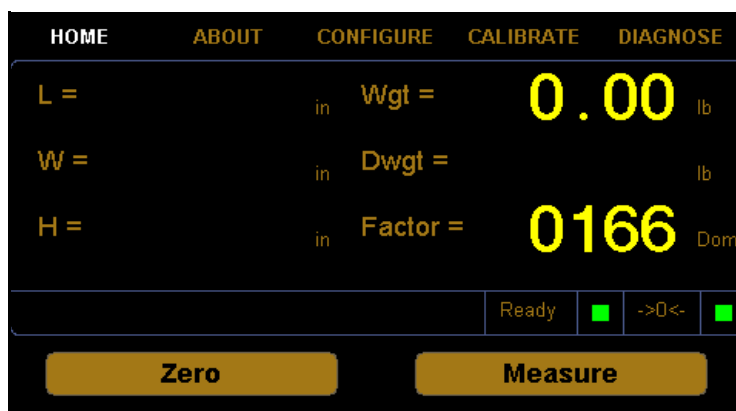 HOME ABOUT CONFIGURE CALIBRATE DIAGNOSE
L = in Wgt = 0.00 lb
W = in Dwgt = lb
H = in Factor = 0166 Dom
Ready ->0<-
Zero Measure